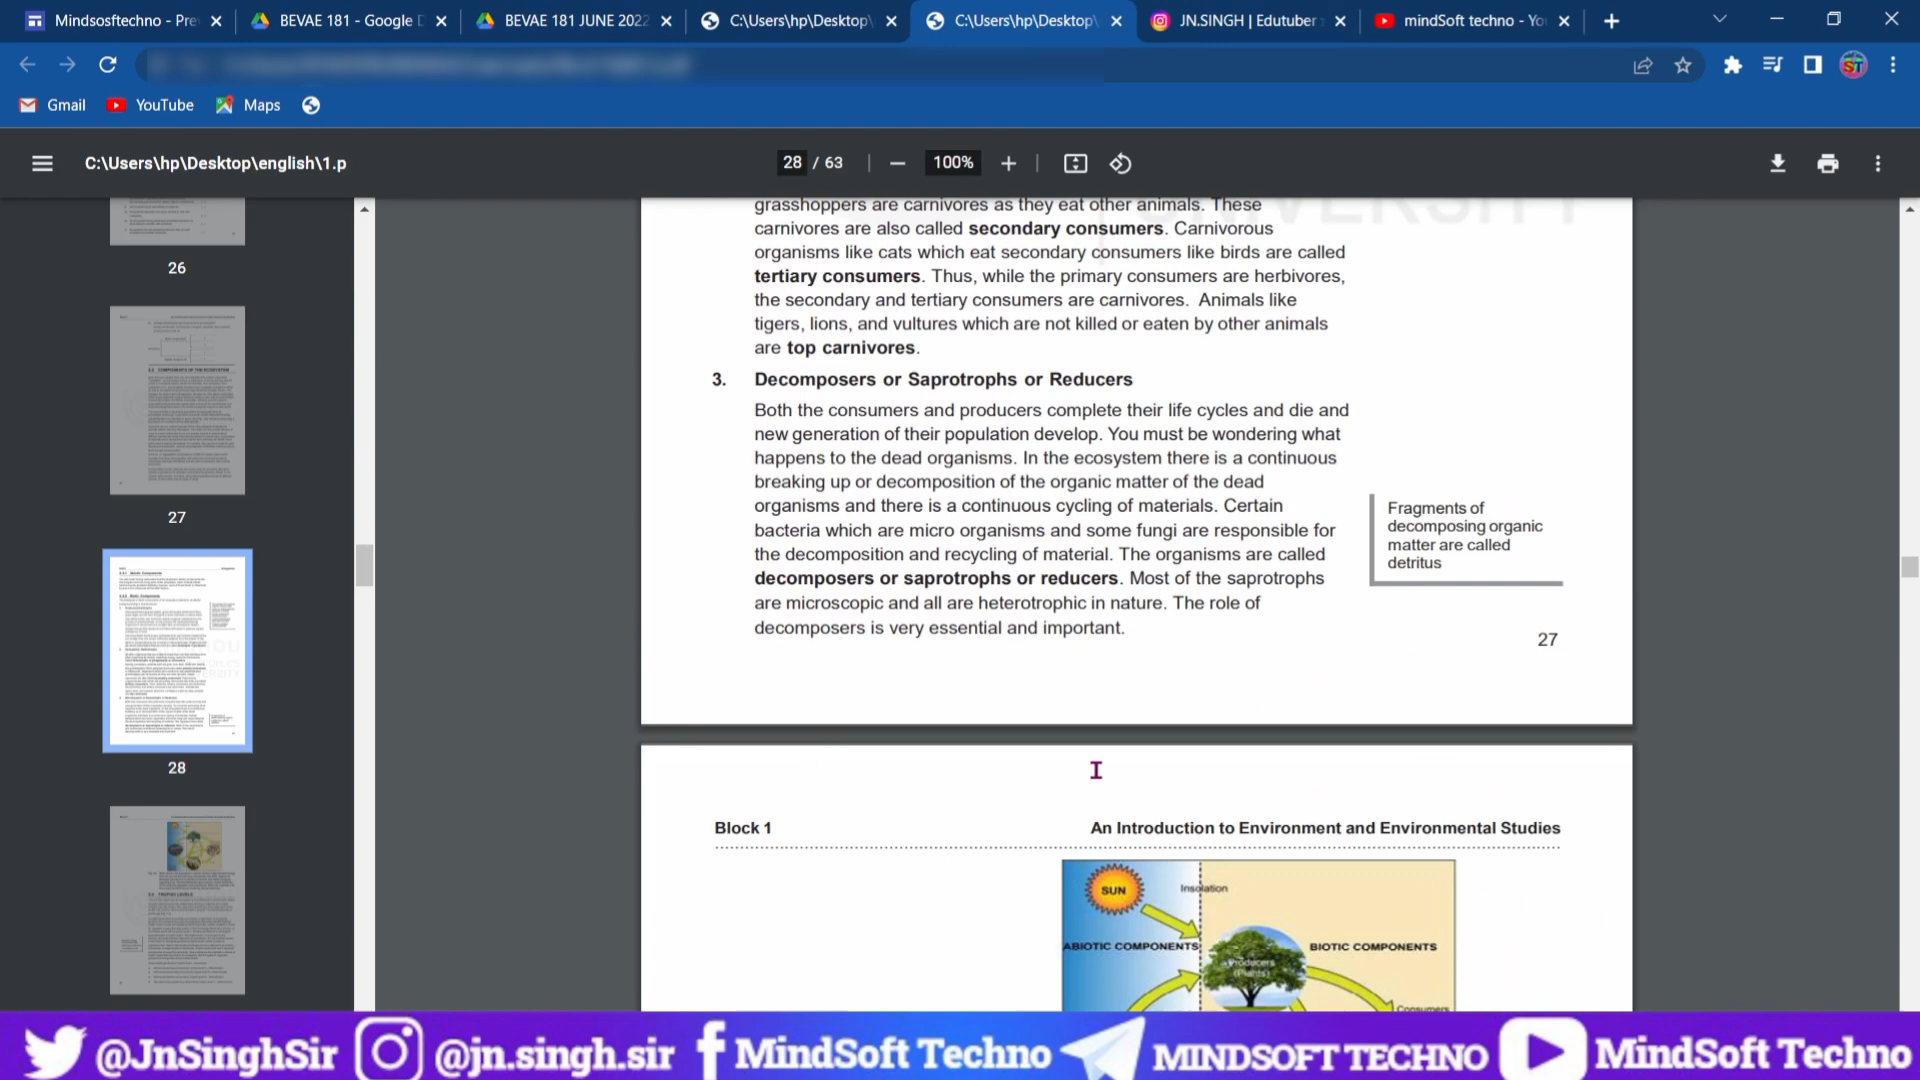 Mindsosftechno - Pre
BEVAE 181 - Google D
BEVAE 181 JUNE 2022
C:\Users\hp\Desktop\
C:\Users\hp\Desktop\
JN.SINGH | Edutuber
mindSoft techno - Yo
Gmail
YouTube
Maps
C:\Users\hp\Desktop\english\1.p
28 / 63
100%
26
27
28
UNIVERSITY
grasshoppers are carnivores as they eat other animals. These
carnivores are also called secondary consumers. Carnivorous
organisms like cats which eat secondary consumers like birds are called
tertiary consumers. Thus, while the primary consumers are herbivores,
the secondary and tertiary consumers are carnivores. Animals like
tigers, lions, and vultures which are not killed or eaten by other animals
are top carnivores.
3. Decomposers or Saprotrophs or Reducers
Both the consumers and producers complete their life cycles and die and
new generation of their population develop. You must be wondering what
happens to the dead organisms. In the ecosystem there is a continuous
breaking up or decomposition of the organic matter of the dead
organisms and there is a continuous cycling of materials. Certain
bacteria which are micro organisms and some fungi are responsible for
the decomposition and recycling of material. The organisms are called
decomposers or saprotrophs or reducers. Most of the saprotrophs
are microscopic and all are heterotrophic in nature. The role of
decomposers is very essential and important.
Fragments of
decomposing organic
matter are called
detritus
27
Block 1
An Introduction to Environment and Environmental Studies
SUN
Insolation
ABIOTIC COMPONENTS
BIOTIC COMPONENTS
Producers
(Plants)
Consumers
@JnSinghSir
@jn.singh.sir
MindSoft Techno
MINDSOFT TECHNO
MindSoft Techno